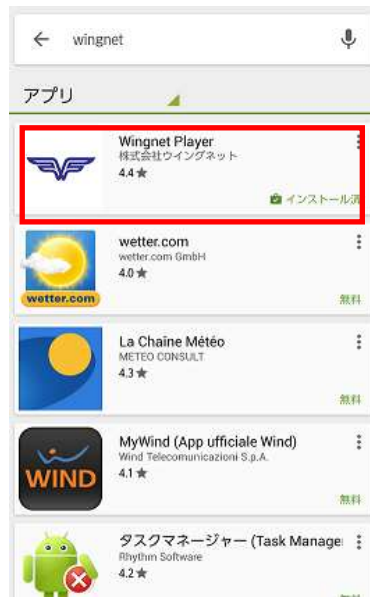 wingnet
アプリ
Wingnet Player
株式会社ウイングネット
4.4★
インストール済
wetter.com
wetter.com GmbH
4.0★
wetter.com
無料
La Chaîne Météo
METEO CONSULT
4.3★
無料
MyWind (App ufficiale Wind)
Wind Telecomunicazioni S.p.A.
4.1★
WIND
無料
タスクマネージャー (Task Manage
Rhythm Software
4.2★